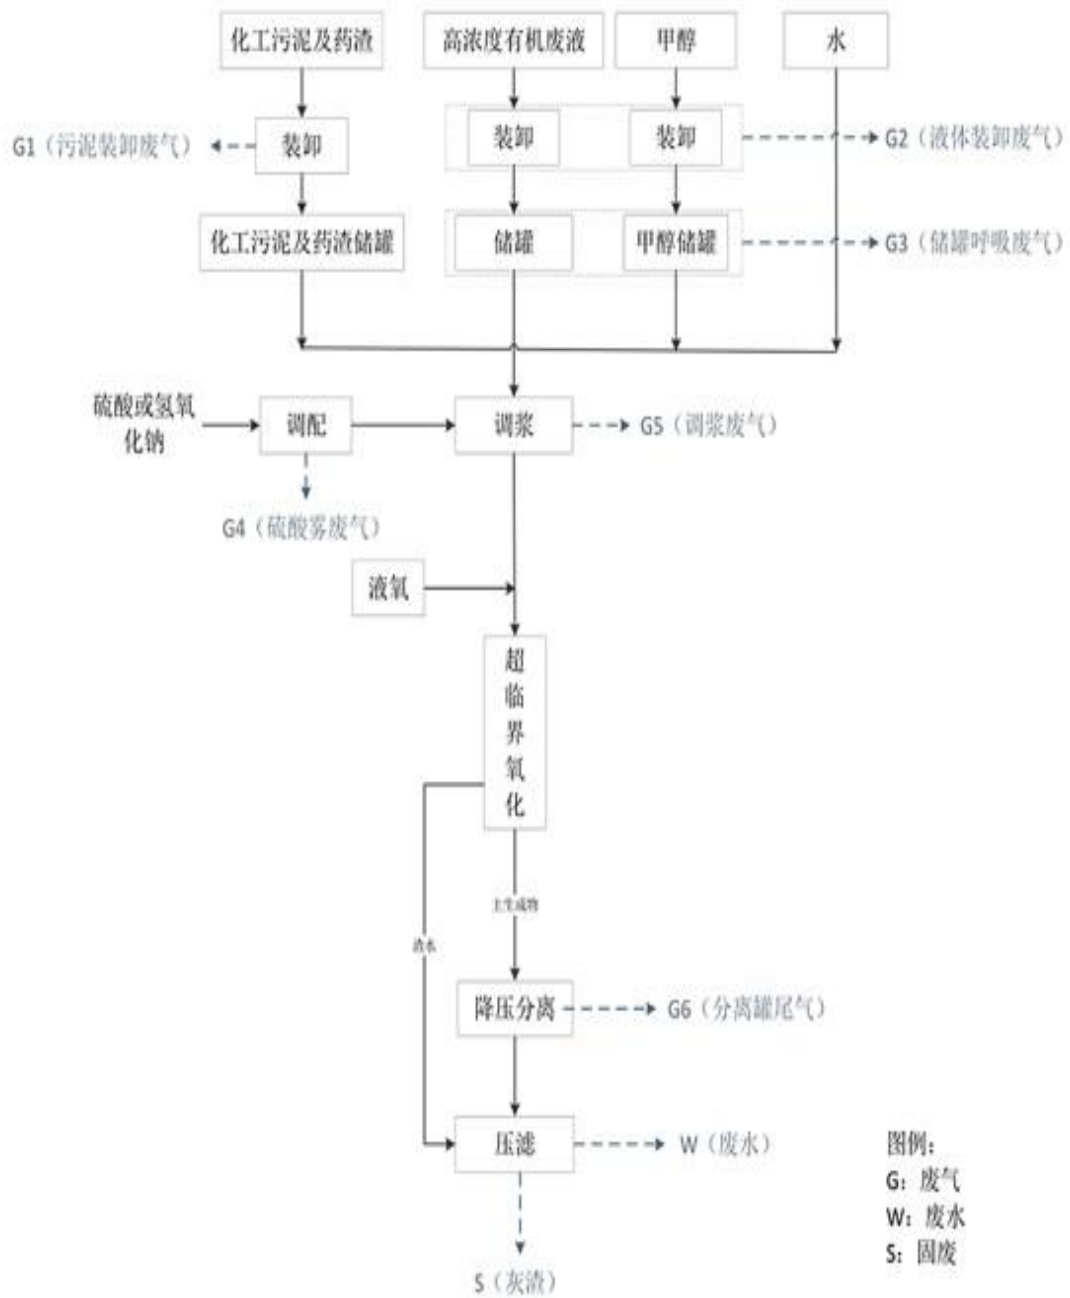 化工污泥及药渣
高浓度有机废液
甲醇
水
G1（污泥装卸废气）
装卸
装卸
装卸
G2（液体装卸废气）
化工污泥及药渣储罐
储罐
甲醇储罐
G3（储罐呼吸废气）
硫酸或氢氧
化钠
调配
调浆
G5（调浆废气）
G4（硫酸雾废气）
液氧
超
临
界
氧
化
主生成物
渣水
降压分离
G6（分离罐尾气）
压滤
W（废水）
S（灰渣）
图例：
G：废气
W：废水
S：固废